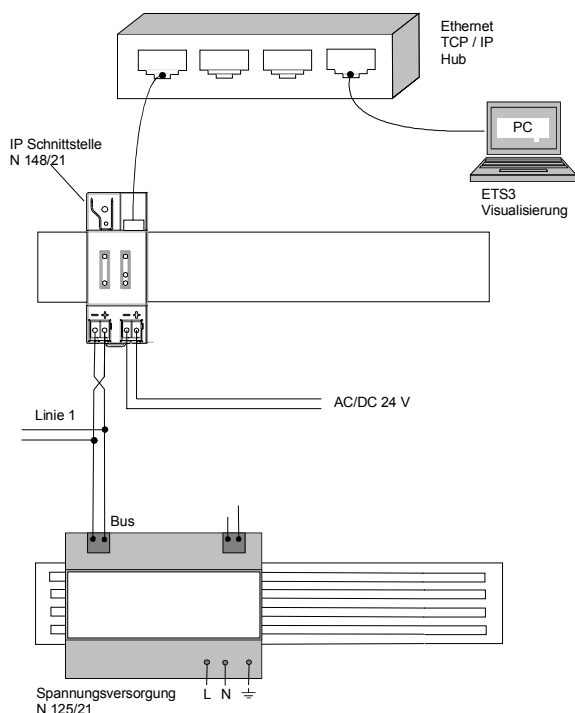 Ethernet
TCP / IP
Hub
PC
IP Schnittstelle
N 148/21
ETS3
Visualisierung
− + − +
AC/DC 24 V
Linie 1
Bus
L N
Spannungsversorgung
N 125/21